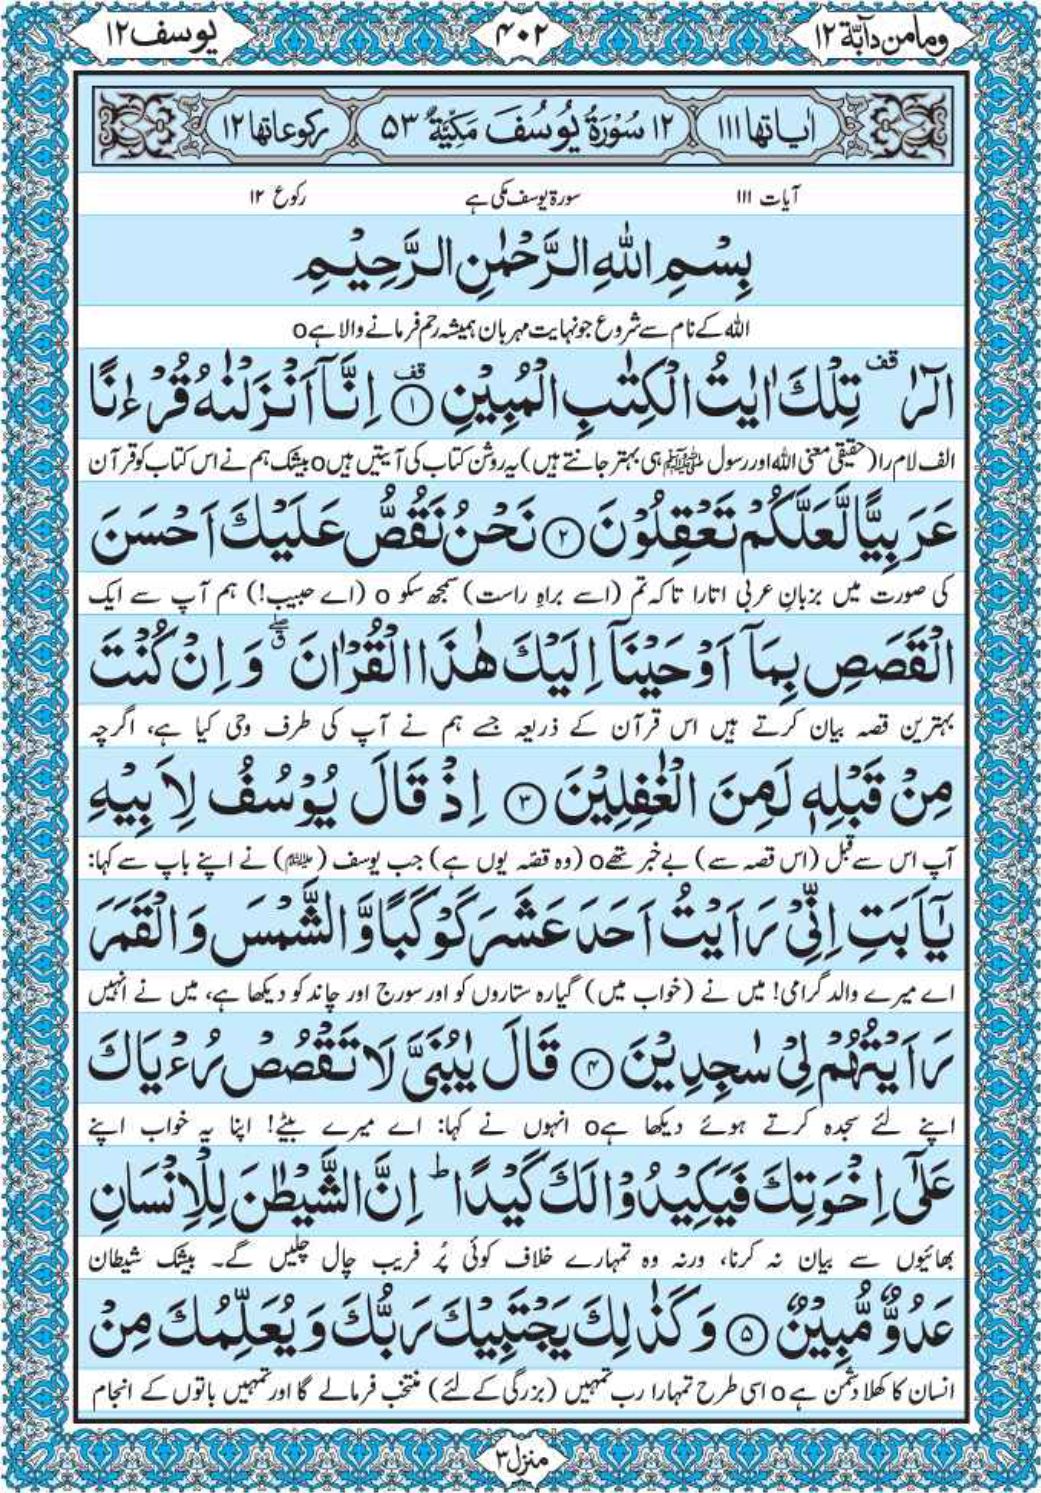 وما من دآبة ١٢
۴۰۲
یوسف ١٢
اٰیاتھا ١١١
١٢ سُوْرَةُ یُوْسُفَ مَکِّیَّةٌ ٥٣
رکوعاتھا ١٢
آیات ١١١
سورۃ یوسف مکی ہے
رکوع ١٢
بِسْمِ اللّٰهِ الرَّحْمٰنِ الرَّحِیْمِ
اللہ کے نام سے شروع جو نہایت مہربان ہمیشہ رحم فرمانے والا ہے o
الٓرٰ قف تِلْكَ اٰیٰتُ الْكِتٰبِ الْمُبِیْنِ قف ﴿١﴾ اِنَّاۤ اَنْزَلْنٰهُ قُرْءٰنًا
الف لام را (حقیقی معنی اللہ اور رسول ﷺ ہی بہتر جانتے ہیں) یہ روشن کتاب کی آیتیں ہیں o بیشک ہم نے اس کتاب کو قرآن
عَرَبِیًّا لَّعَلَّكُمْ تَعْقِلُوْنَ ﴿٢﴾ نَحْنُ نَقُصُّ عَلَیْكَ اَحْسَنَ
کی صورت میں بزبانِ عربی اتارا تاکہ تم (اسے براہِ راست) سمجھ سکو o (اے حبیب!) ہم آپ سے ایک
الْقَصَصِ بِمَاۤ اَوْحَیْنَاۤ اِلَیْكَ هٰذَا الْقُرْاٰنَ ۖق وَ اِنْ كُنْتَ
بہترین قصہ بیان کرتے ہیں اس قرآن کے ذریعہ جسے ہم نے آپ کی طرف وحی کیا ہے، اگرچہ
مِنْ قَبْلِهٖ لَمِنَ الْغٰفِلِیْنَ ﴿٣﴾ اِذْ قَالَ یُوْسُفُ لِاَبِیْهِ
آپ اس سے قبل (اس قصہ سے) بے خبر تھے o (وہ قصّہ یوں ہے) جب یوسف (علیہ السلام) نے اپنے باپ سے کہا:
یٰۤاَبَتِ اِنِّیْ رَاَیْتُ اَحَدَ عَشَرَ كَوْكَبًا وَّ الشَّمْسَ وَ الْقَمَرَ
اے میرے والد گرامی! میں نے (خواب میں) گیارہ ستاروں کو اور سورج اور چاند کو دیکھا ہے، میں نے انہیں
رَاَیْتُهُمْ لِیْ سٰجِدِیْنَ ﴿۴﴾ قَالَ یٰبُنَیَّ لَا تَقْصُصْ رُءْیَاكَ
اپنے لئے سجدہ کرتے ہوئے دیکھا ہے o انہوں نے کہا: اے میرے بیٹے! اپنا یہ خواب اپنے
عَلٰۤی اِخْوَتِكَ فَیَكِیْدُوْا لَكَ كَیْدًا ؕ اِنَّ الشَّیْطٰنَ لِلْاِنْسَانِ
بھائیوں سے بیان نہ کرنا، ورنہ وہ تمہارے خلاف کوئی پُر فریب چال چلیں گے۔ بیشک شیطان
عَدُوٌّ مُّبِیْنٌ ﴿٥﴾ وَ كَذٰلِكَ یَجْتَبِیْكَ رَبُّكَ وَ یُعَلِّمُكَ مِنْ
انسان کا کھلا دشمن ہے o اسی طرح تمہارا رب تمہیں (بزرگی کے لئے) منتخب فرمالے گا اور تمہیں باتوں کے انجام
منزل ٣